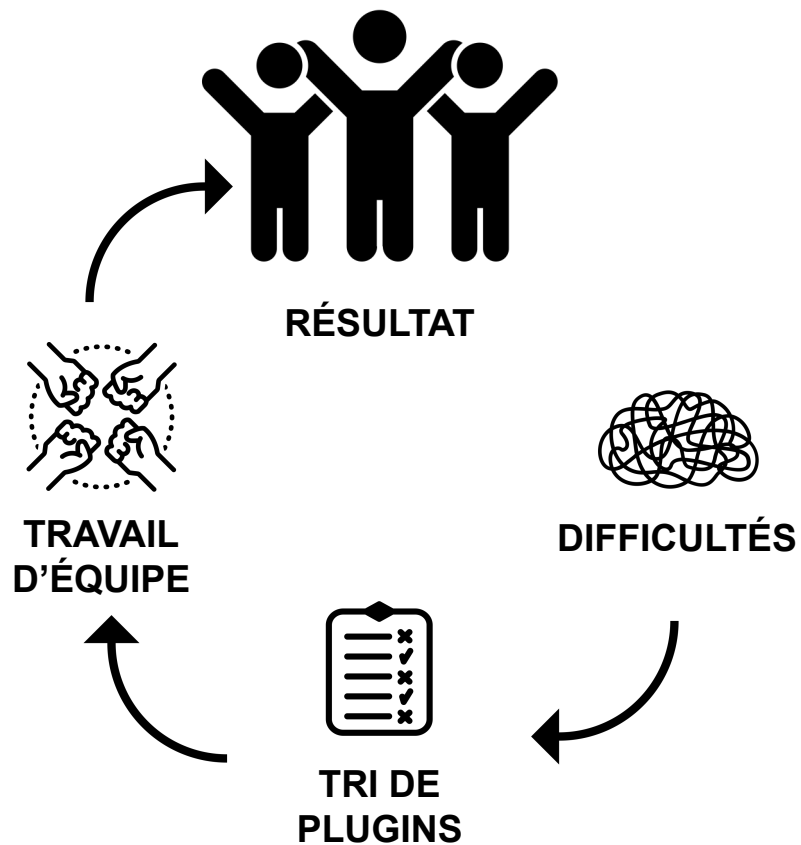 RÉSULTAT
DIFFICULTÉS
TRI DE
PLUGINS
TRAVAIL
D’ÉQUIPE